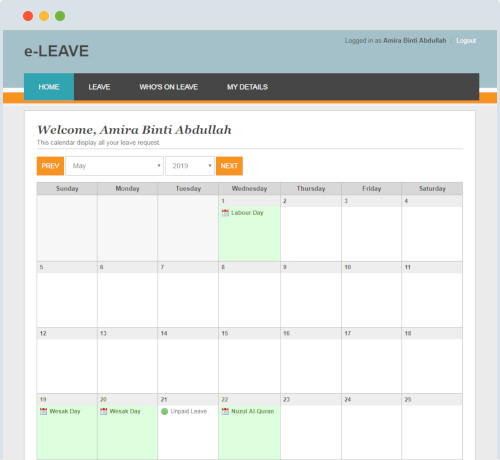 Logged in as Amira Binti Abdullah Logout
e-LEAVE
HOME LEAVE WHO'S ON LEAVE MY DETAILS
Welcome, Amira Binti Abdullah
This calendar display all your leave request.
PREV May 2019 NEXT
Sunday Monday Tuesday Wednesday Thursday Friday Saturday
1 2 3 4
Labour Day
5 6 7 8 9 10 11
12 13 14 15 16 17 18
19 20 21 22 23 24 25
Wesak Day Wesak Day Unpaid Leave Nuzul Al-Quran